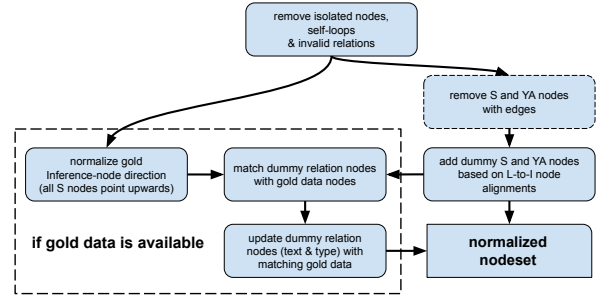 remove isolated nodes,
self-loops
& invalid relations
remove S and YA nodes
with edges
normalize gold
Inference-node direction
(all S nodes point upwards)
match dummy relation nodes
with gold data nodes
add dummy S and YA nodes
based on L-to-I node
alignments
if gold data is available
update dummy relation
nodes (text & type) with
matching gold data
normalized
nodeset